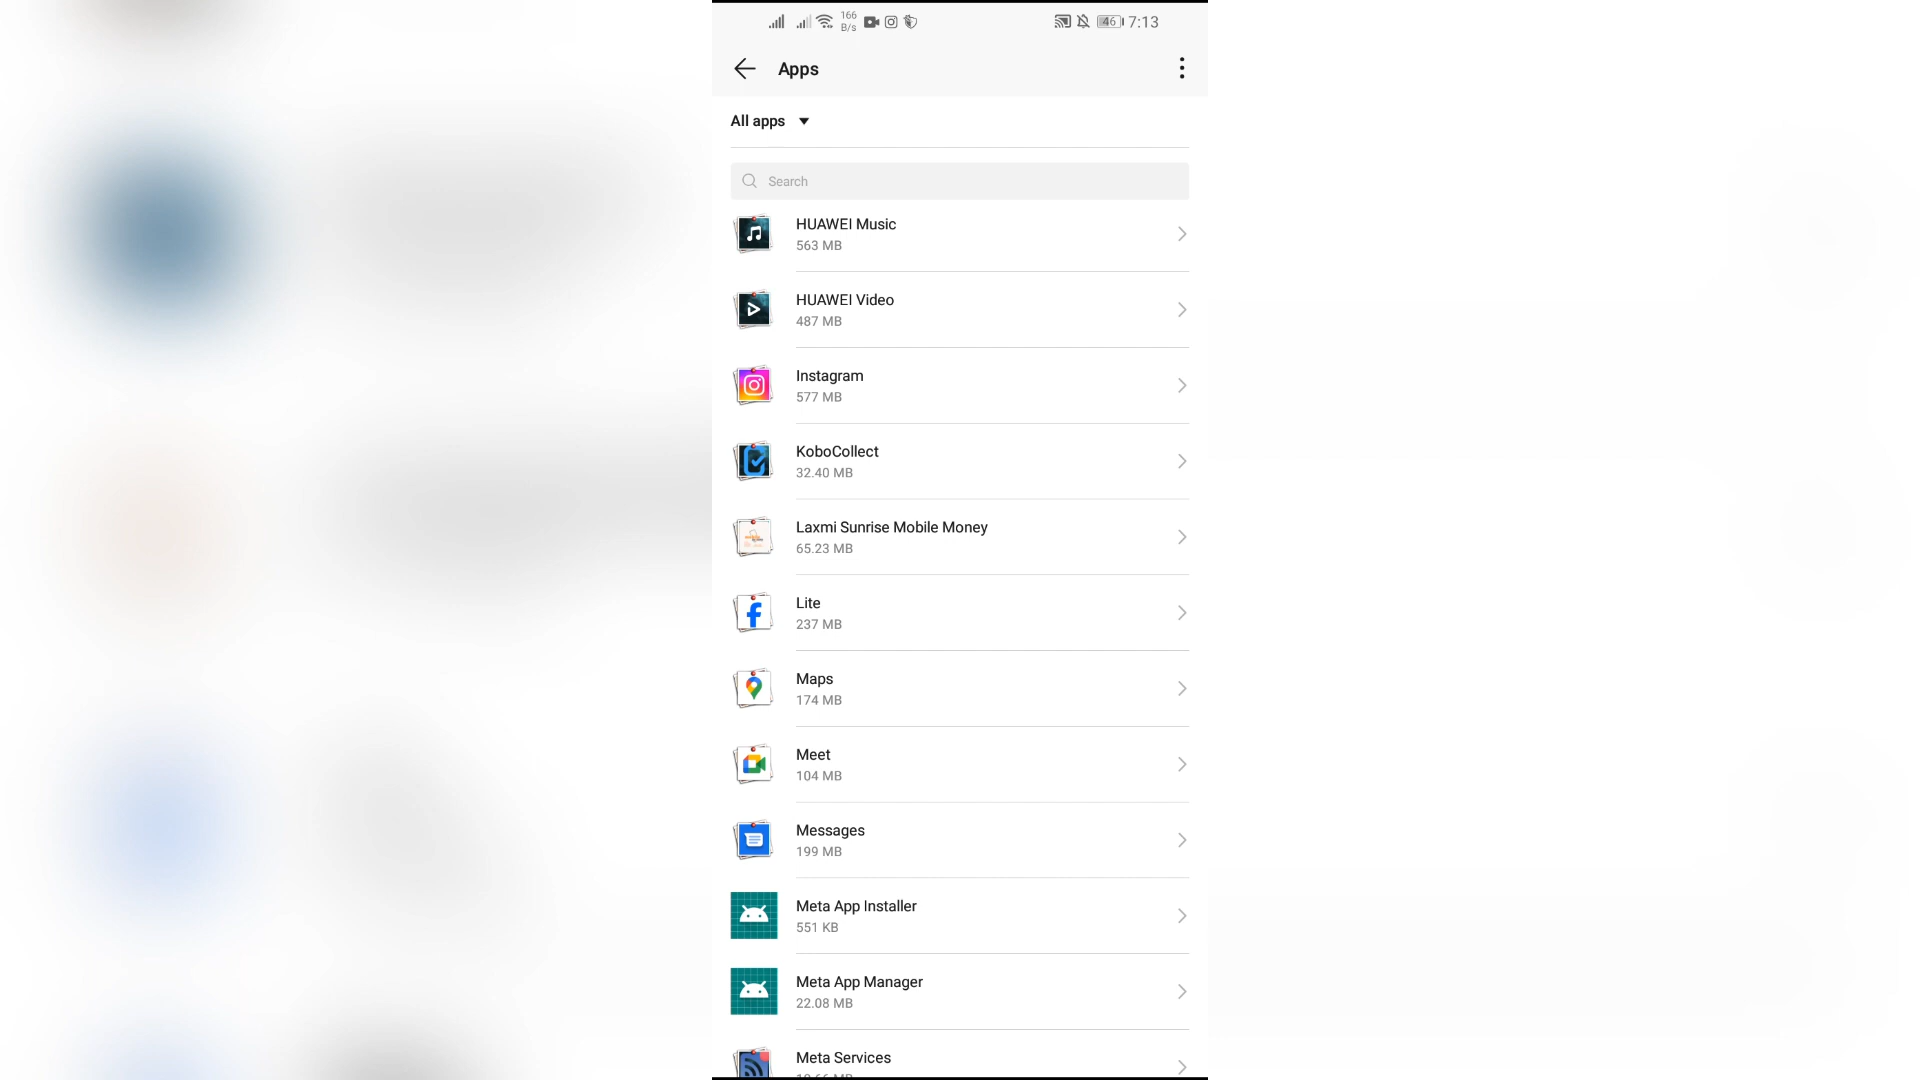 166
B/s
46
7:13
Apps
All apps
Search
HUAWEI Music
563 MB
HUAWEI Video
487 MB
Instagram
577 MB
KoboCollect
32.40 MB
Laxmi Sunrise Mobile Money
65.23 MB
Lite
237 MB
Maps
174 MB
Meet
104 MB
Messages
199 MB
Meta App Installer
551 KB
Meta App Manager
22.08 MB
Meta Services